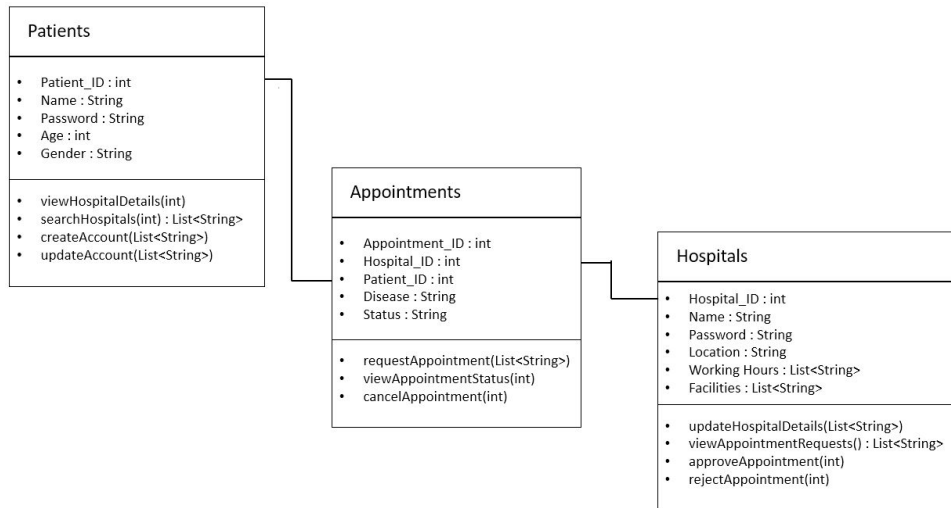 Patients
• Patient_ID : int
• Name : String
• Password : String
• Age : int
• Gender : String
• viewHospitalDetails(int)
• searchHospitals(int) : List<String>
• createAccount(List<String>)
• updateAccount(List<String>)
Appointments
• Appointment_ID : int
• Hospital_ID : int
• Patient_ID : int
• Disease : String
• Status : String
• requestAppointment(List<String>)
• viewAppointmentStatus(int)
• cancelAppointment(int)
Hospitals
• Hospital_ID : int
• Name : String
• Password : String
• Location : String
• Working Hours : List<String>
• Facilities : List<String>
• updateHospitalDetails(List<String>)
• viewAppointmentRequests() : List<String>
• approveAppointment(int)
• rejectAppointment(int)